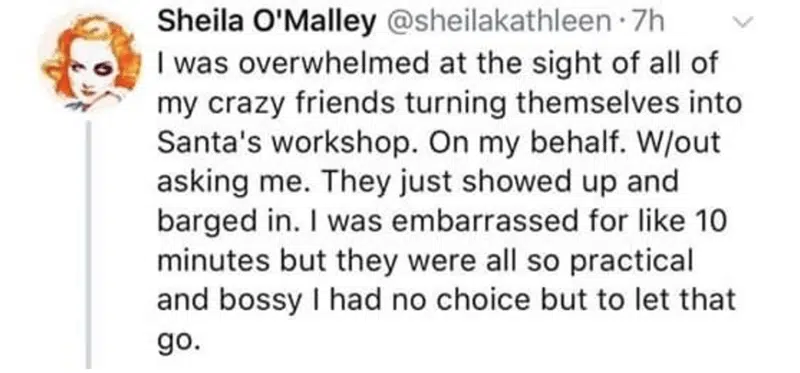 Sheila O'Malley @sheilakathleen · 7h
I was overwhelmed at the sight of all of
my crazy friends turning themselves into
Santa's workshop. On my behalf. W/out
asking me. They just showed up and
barged in. I was embarrassed for like 10
minutes but they were all so practical
and bossy I had no choice but to let that
go.